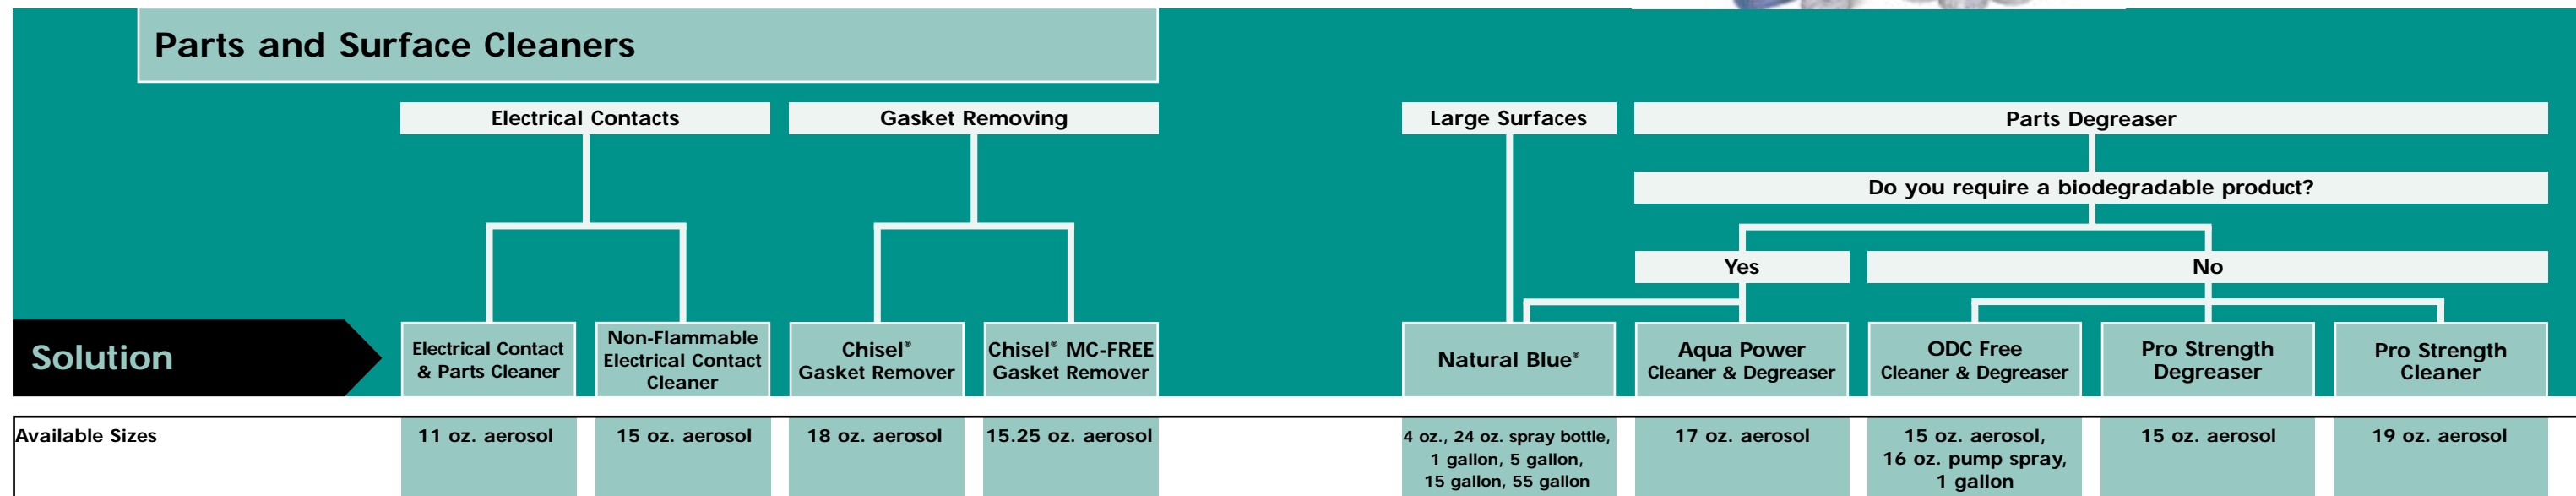 Parts and Surface Cleaners
Electrical Contacts
Gasket Removing
Large Surfaces
Parts Degreaser
Do you require a biodegradable product?
Yes
No
Solution
Electrical Contact
& Parts Cleaner
Non-Flammable
Electrical Contact
Cleaner
Chisel®
Gasket Remover
Chisel® MC-FREE
Gasket Remover
Natural Blue®
Aqua Power
Cleaner & Degreaser
ODC Free
Cleaner & Degreaser
Pro Strength
Degreaser
Pro Strength
Cleaner
Available Sizes
11 oz. aerosol
15 oz. aerosol
18 oz. aerosol
15.25 oz. aerosol
4 oz., 24 oz. spray bottle,
1 gallon, 5 gallon,
15 gallon, 55 gallon
17 oz. aerosol
15 oz. aerosol,
16 oz. pump spray,
1 gallon
15 oz. aerosol
19 oz. aerosol